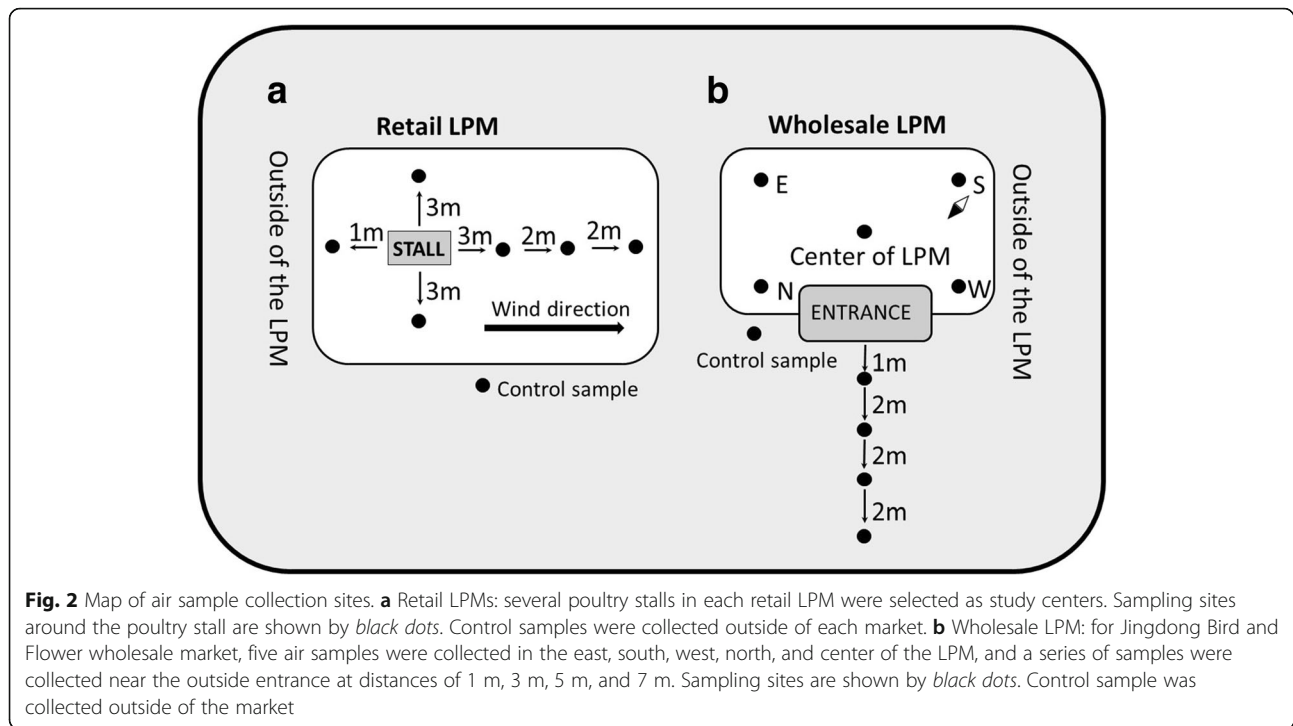 a
Retail LPM
Outside of the LPM
3m
1m
STALL
3m
2m
2m
3m
Wind direction
Control sample
b
Wholesale LPM
Outside of the LPM
E
S
Center of LPM
N
W
ENTRANCE
Control sample
1m
2m
2m
2m
Fig. 2 Map of air sample collection sites. a Retail LPMs: several poultry stalls in each retail LPM were selected as study centers. Sampling sites
around the poultry stall are shown by black dots. Control samples were collected outside of each market. b Wholesale LPM: for Jingdong Bird and
Flower wholesale market, five air samples were collected in the east, south, west, north, and center of the LPM, and a series of samples were
collected near the outside entrance at distances of 1 m, 3 m, 5 m, and 7 m. Sampling sites are shown by black dots. Control sample was
collected outside of the market